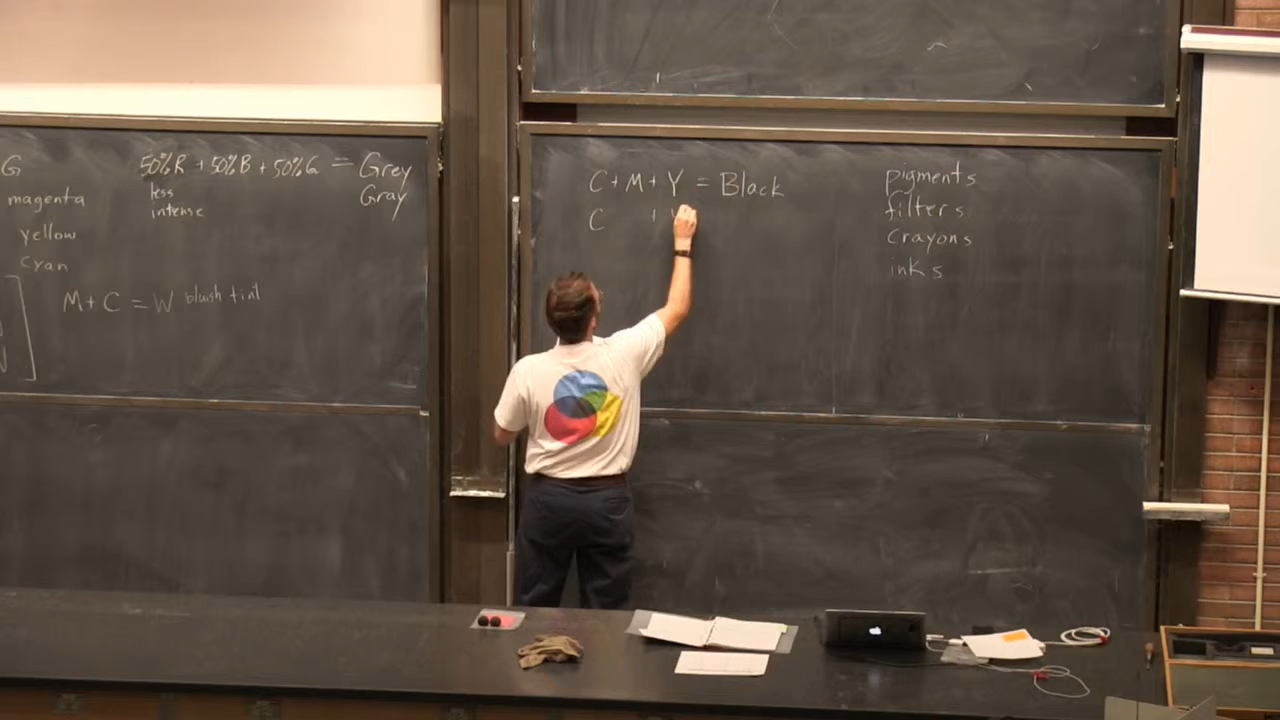 G
magenta
yellow
cyan
50%R + 50%B + 50%G = Grey
less
intense
Gray
M+C = W bluish tint
C + M + Y = Black
C +
pigments
filters
Crayons
inks